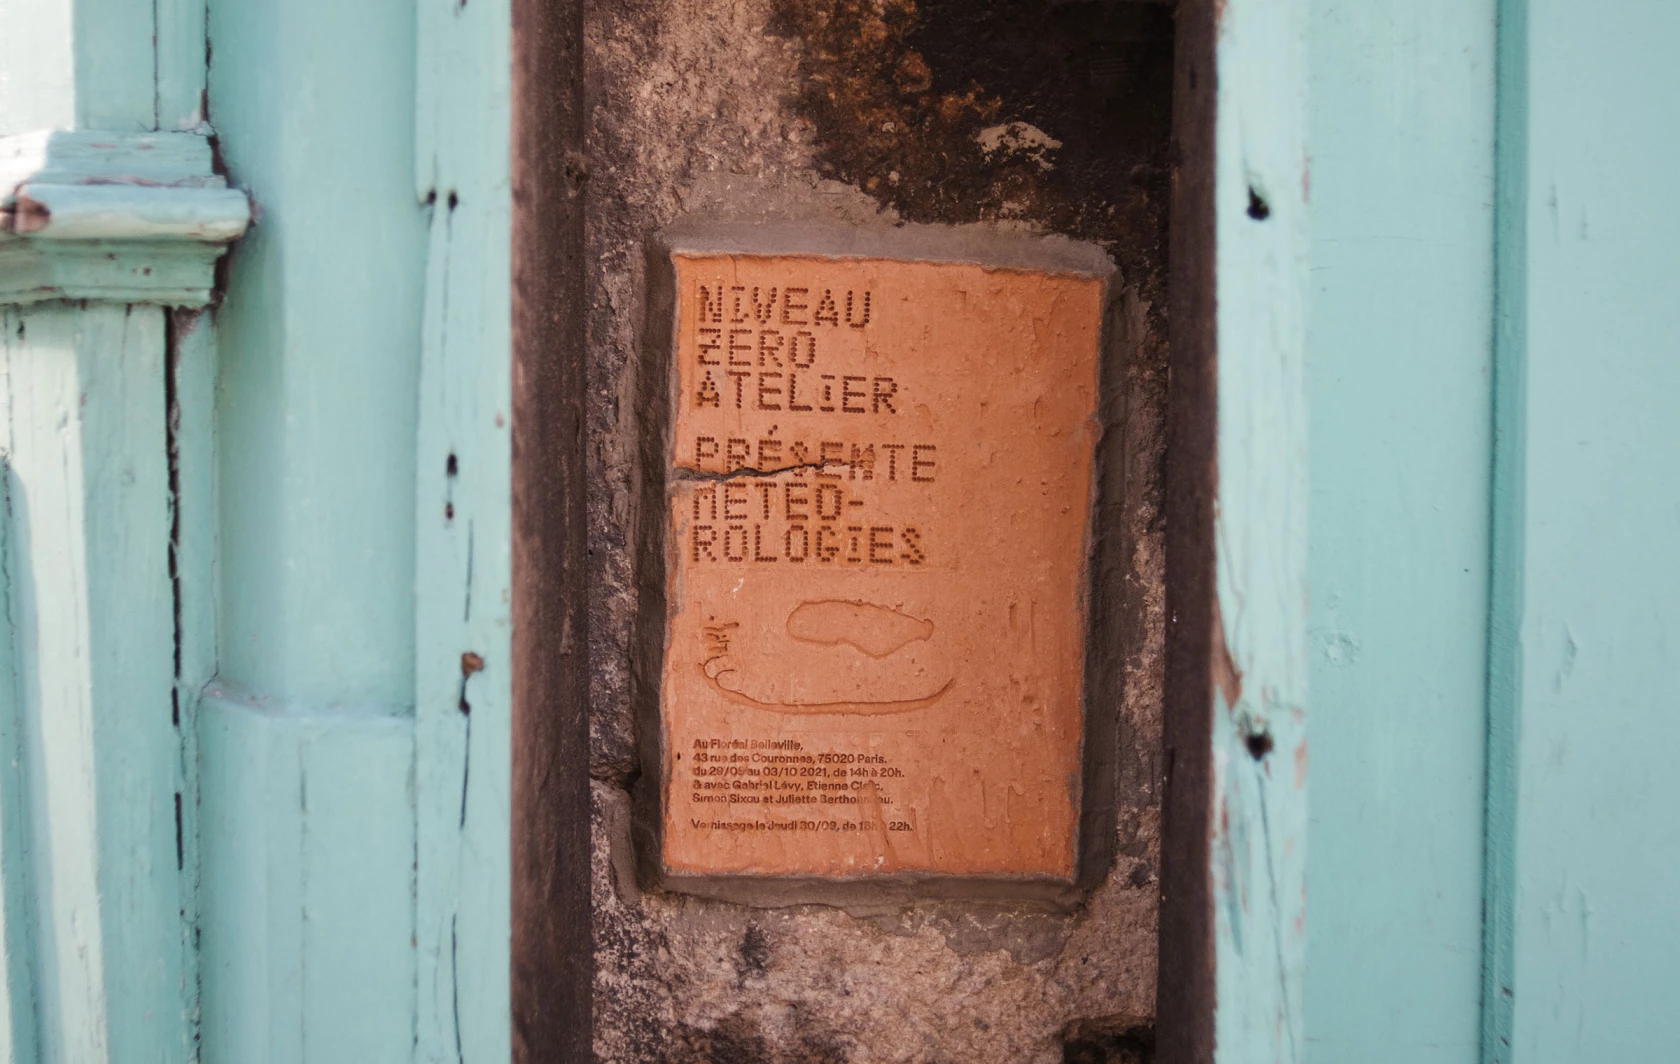 NIVEAU
ZERO
ATELIER
PRÉSENTE
METEO-
ROLOGIES
Au Floréal Belleville,
43 rue des Couronnes, 75020 Paris.
du 29/09 au 03/10 2021, de 14h à 20h.
& avec Gabriel Lévy, Etienne
Simon Sixou et Juliette
Vernissage le Jeudi 30/09, de 18h à 22h.